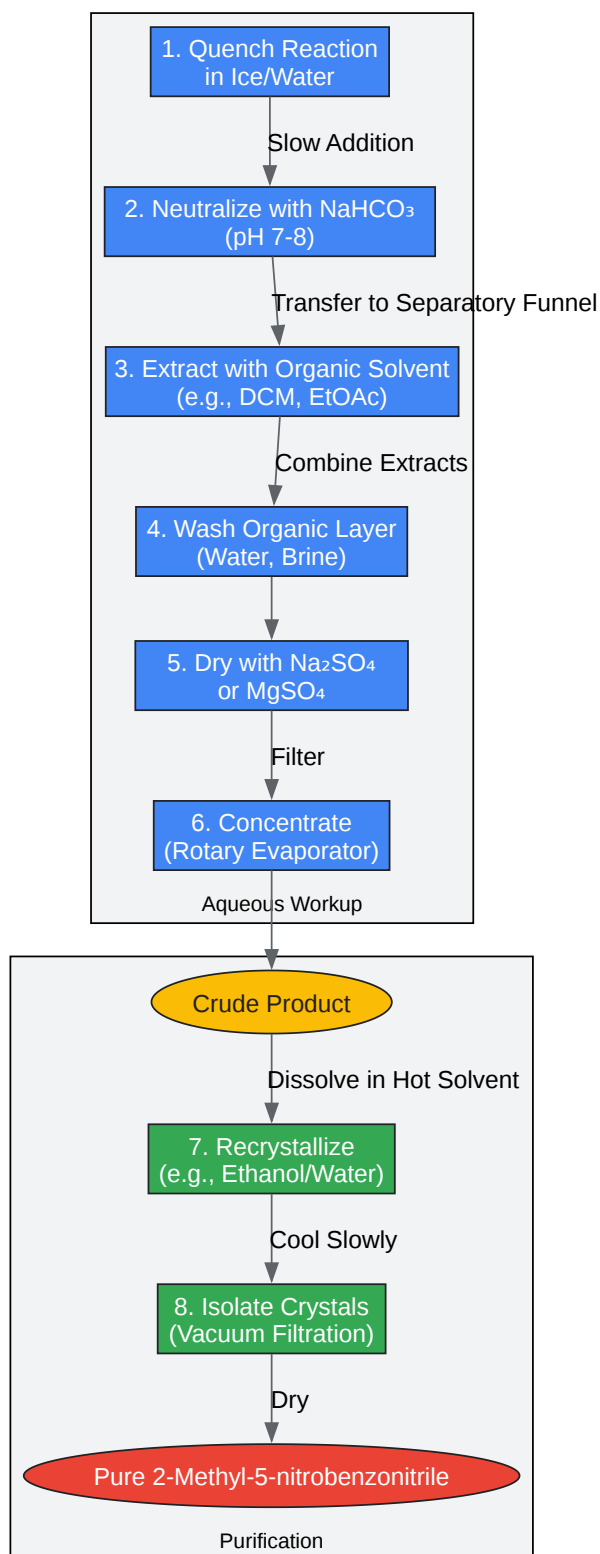 1. Quench Reaction
in Ice/Water
Slow Addition
2. Neutralize with NaHCO₃
(pH 7-8)
Transfer to Separatory Funnel
3. Extract with Organic Solvent
(e.g., DCM, EtOAc)
Combine Extracts
4. Wash Organic Layer
(Water, Brine)
5. Dry with Na₂SO₄
or MgSO₄
Filter
6. Concentrate
(Rotary Evaporator)
Aqueous Workup
Crude Product
Dissolve in Hot Solvent
7. Recrystallize
(e.g., Ethanol/Water)
Cool Slowly
8. Isolate Crystals
(Vacuum Filtration)
Dry
Pure 2-Methyl-5-nitrobenzonitrile
Purification